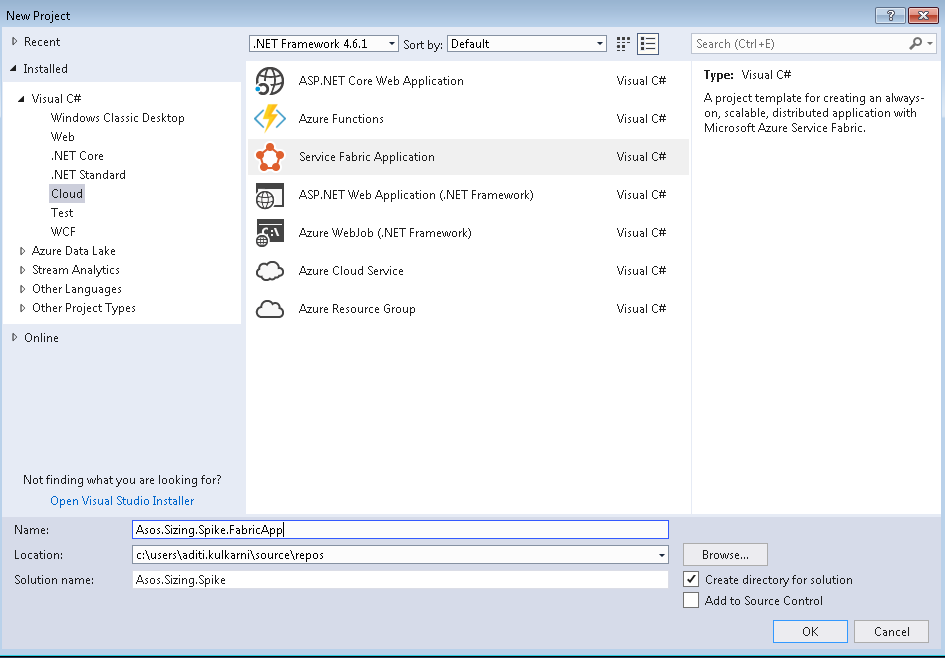 New Project
?
Recent
Installed
Visual C#
Windows Classic Desktop
Web
.NET Core
.NET Standard
Cloud
Test
WCF
Azure Data Lake
Stream Analytics
Other Languages
Other Project Types
Online
Not finding what you are looking for?
Open Visual Studio Installer
.NET Framework 4.6.1 Sort by: Default
ASP.NET Core Web Application Visual C#
Azure Functions Visual C#
Service Fabric Application Visual C#
ASP.NET Web Application (.NET Framework) Visual C#
C:\ Azure WebJob (.NET Framework) Visual C#
Azure Cloud Service Visual C#
Azure Resource Group Visual C#
Search (Ctrl+E)
Type: Visual C#
A project template for creating an always-
on, scalable, distributed application with
Microsoft Azure Service Fabric.
Name: Asos.Sizing.Spike.FabricApp
Location: c:\users\aditi.kulkarni\source\repos Browse...
Solution name: Asos.Sizing.Spike
Create directory for solution
Add to Source Control
OK Cancel